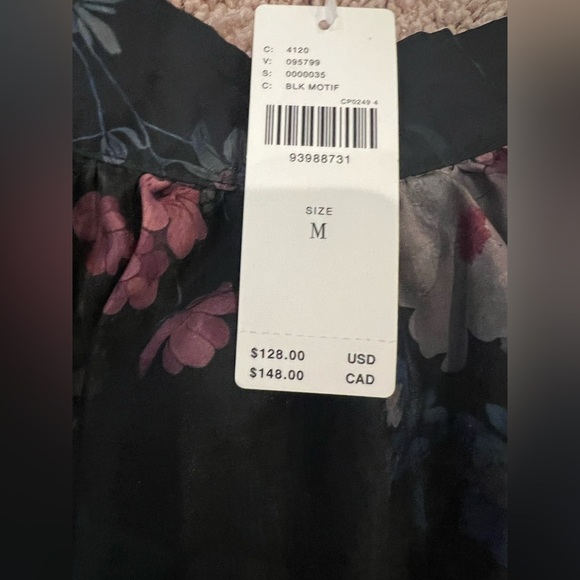 C: 4120
V: 095799
S: 0000035
C: BLK MOTIF
CP0249 4
93988731
SIZE
M
$128.00 USD
$148.00 CAD